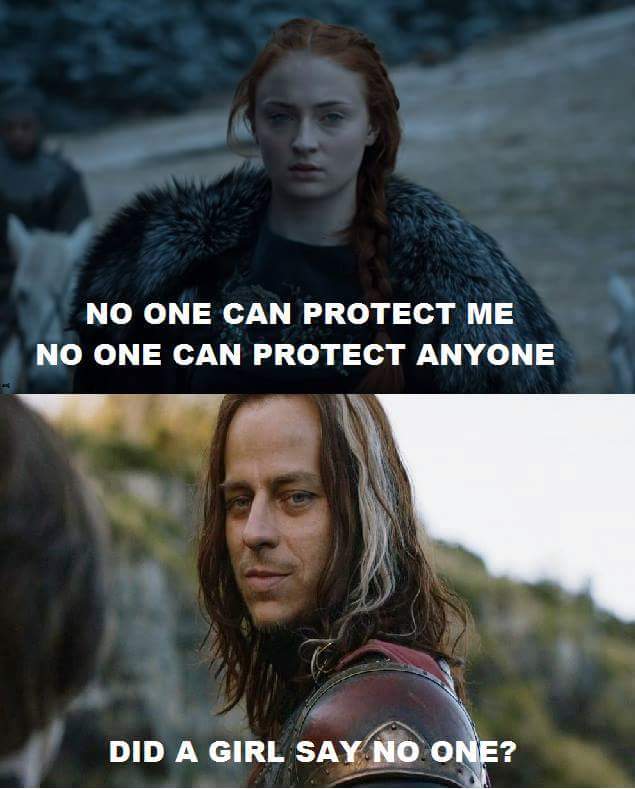 NO ONE CAN PROTECT ME
NO ONE CAN PROTECT ANYONE
DID A GIRL SAY NO ONE?